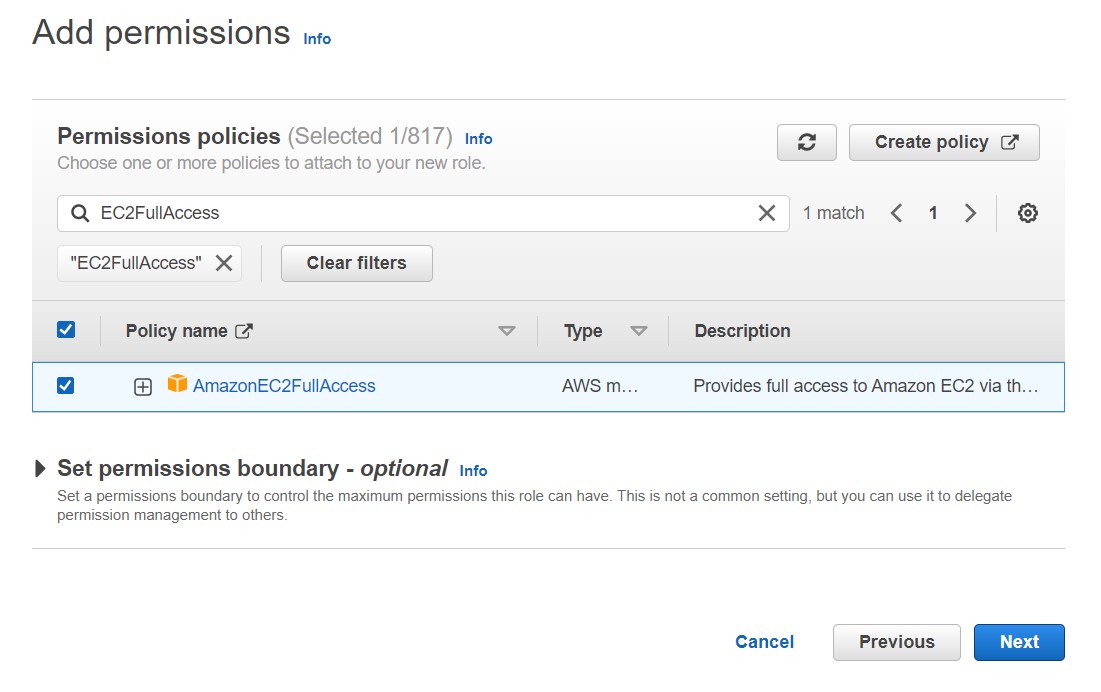 Add permissions Info
Permissions policies (Selected 1/817) Info
Choose one or more policies to attach to your new role.
Create policy
EC2FullAccess
1 match
1
"EC2FullAccess"
Clear filters
Policy name Type Description
AmazonEC2FullAccess AWS m... Provides full access to Amazon EC2 via th...
Set permissions boundary - optional Info
Set a permissions boundary to control the maximum permissions this role can have. This is not a common setting, but you can use it to delegate
permission management to others.
Cancel Previous Next